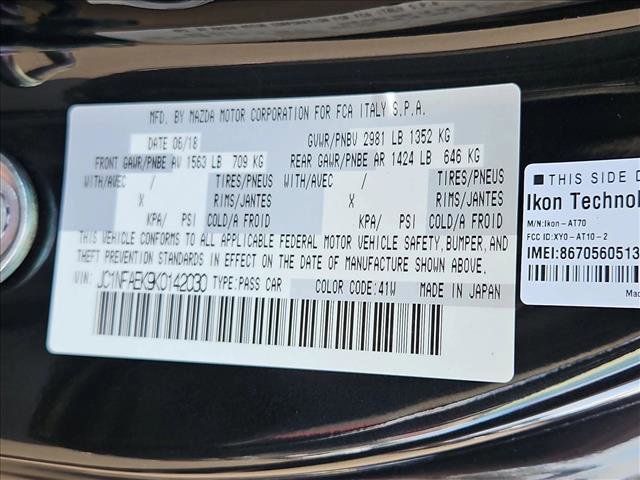 MFD. BY MAZDA MOTOR CORPORATION FOR FCA ITALY S.P.A.
DATE 06/18 GVWR/PNBV 2981 LB 1352 KG
FRONT GAWR/PNBE AV 1563 LB 709 KG REAR GAWR/PNBE AR 1424 LB 646 KG
WITH/AVEC / TIRES/PNEUS WITH/AVEC / TIRES/PNEUS
X RIMS/JANTES X RIMS/JANTES
KPA/ PSI COLD/A FROID KPA/ PSI COLD/A FROID
THIS VEHICLE CONFORMS TO ALL APPLICABLE FEDERAL MOTOR VEHICLE SAFETY, BUMPER, AND
THEFT PREVENTION STANDARDS IN EFFECT ON THE DATE OF MANUFACTURE SHOWN ABOVE.
VIN: JC1NFAEK9K0142030 TYPE:PASS CAR COLOR CODE:41W MADE IN JAPAN
THIS SIDE D
Ikon Technol
M/N:Ikon-AT70
FCC ID:XY0-AT10-2
IMEI:8670560513
Mad